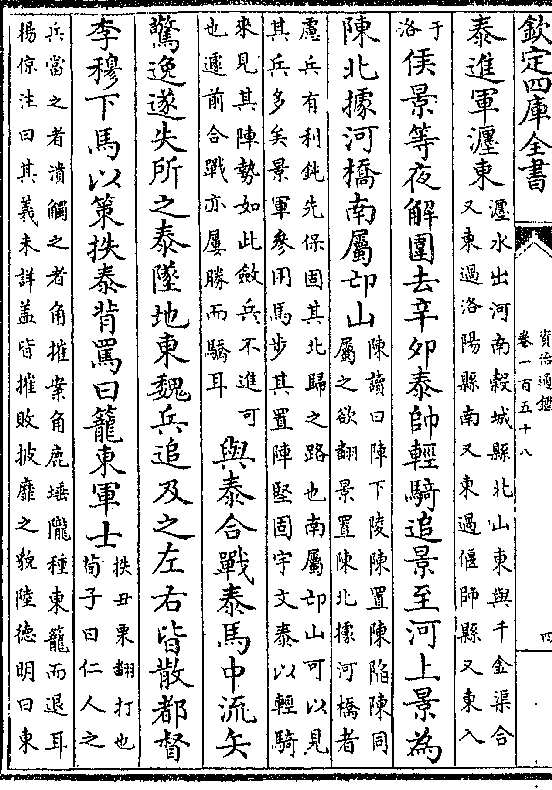 欽定四庫全書
資治通鑑
卷一百五十八
四
泰進軍瀍東
瀍水出河南穀城縣北山東與千金渠合
又東過洛陽縣南又東過偃師縣又東入
于
洛
侯景等夜解圍去辛卯泰帥輕騎追景至河上景為
陳北據河橋南屬邙山
陳讀曰陣下陵陳置陳陷陳同
屬之欲翻景置陳北據河橋者
慮兵有利鈍先保固其北歸之路也南屬邙山可以見
其兵多矣景軍參用馬步其置陣堅固宇文泰以輕騎
來見其陣勢如此斂兵不進可
也遽前合戰亦屢勝而驕耳
與泰合戰泰馬中流矢
驚逸遂失所之泰墜地東魏兵追及之左右皆散都督
李穆下馬以策抶泰背罵曰籠東軍士
抶丑栗翻打也
荀子曰仁人之
兵當之者潰觸之者角摧案角鹿埵隴種東籠而退耳
楊倞注曰其義未詳蓋皆摧敗披靡之貌陸德明曰東